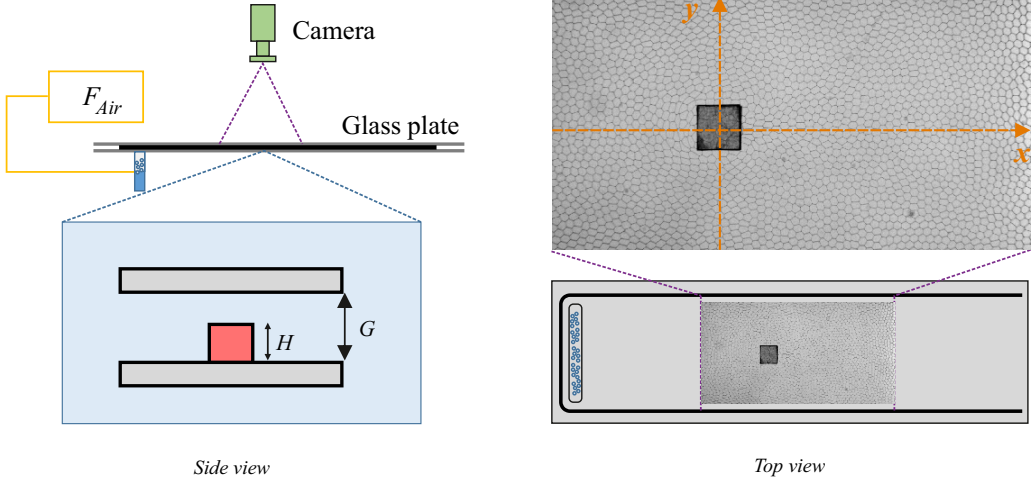 Camera
F_Air
Glass plate
H
G
Side view
y
x
Top view